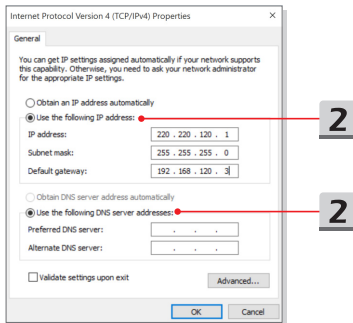 Internet Protocol Version 4 (TCP/IPv4) Properties
General
You can get IP settings assigned automatically if your network supports
this capability. Otherwise, you need to ask your network administrator
for the appropriate IP settings.
Obtain an IP address automatically
Use the following IP address:
2
IP address: 220 . 220 . 120 . 1
Subnet mask: 255 . 255 . 255 . 0
Default gateway: 192 . 168 . 120 . 3
Obtain DNS server address automatically
Use the following DNS server addresses:
2
Preferred DNS server: . . .
Alternate DNS server: . . .
Validate settings upon exit
Advanced...
OK Cancel